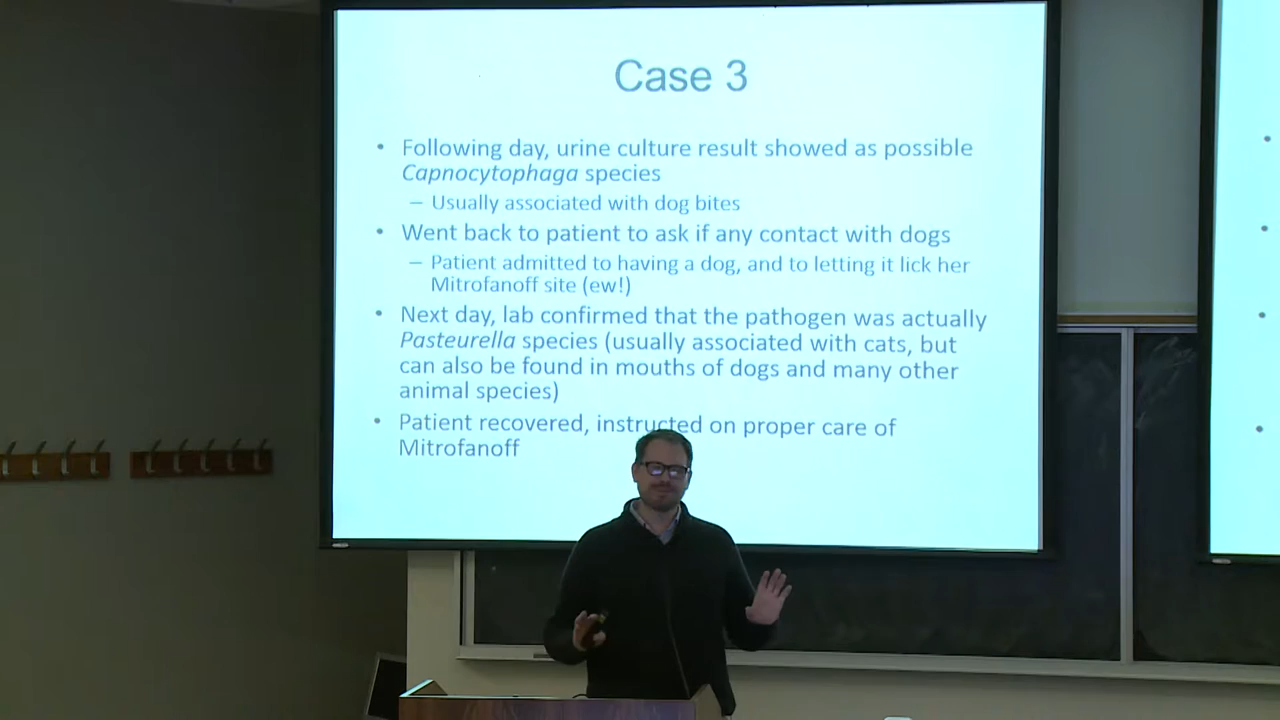 Case 3
• Following day, urine culture result showed as possible
Capnocytophaga species
– Usually associated with dog bites
• Went back to patient to ask if any contact with dogs
– Patient admitted to having a dog, and to letting it lick her
Mitrofanoff site (ew!)
• Next day, lab confirmed that the pathogen was actually
Pasteurella species (usually associated with cats, but
can also be found in mouths of dogs and many other
animal species)
• Patient recovered, instructed on proper care of
Mitrofanoff